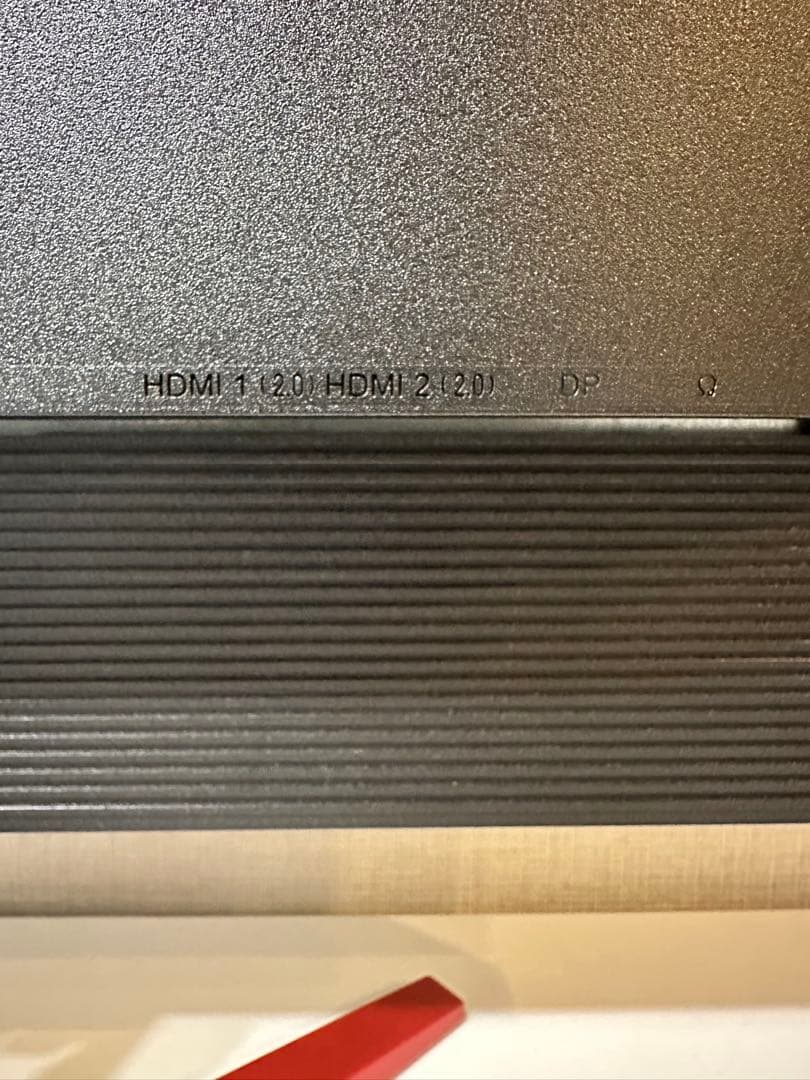 HDMI 1 (2.0) HDMI 2 (2.0) DP